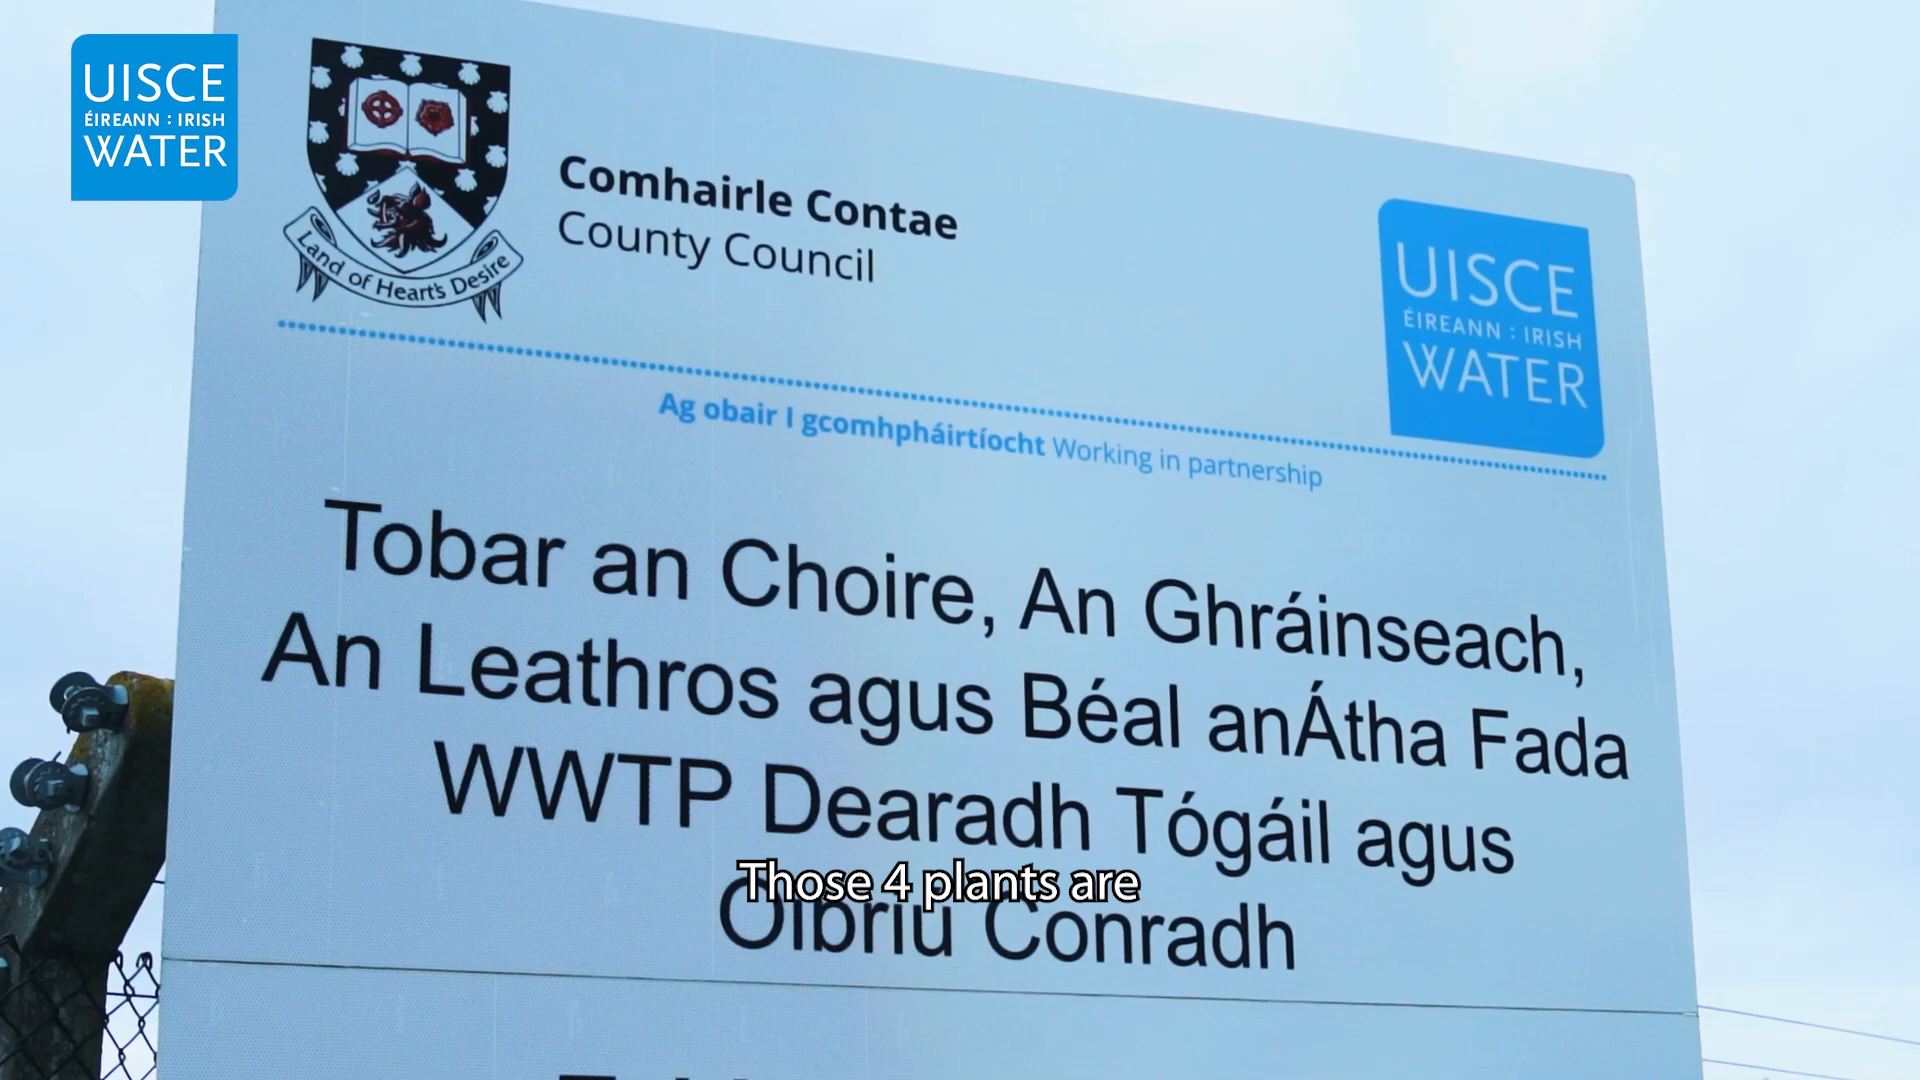 UISCE
ÉIREANN : IRISH
WATER
Land of Heart's Desire
Comhairle Contae
County Council
UISCE
ÉIREANN : IRISH
WATER
Ag obair I gcomhpháirtíocht Working in partnership
Tobar an Choire, An Ghráinseach,
An Leathros agus Béal anÁtha Fada
WWTP Dearadh Tógáil agus
Oibriú Conradh
Those 4 plants are